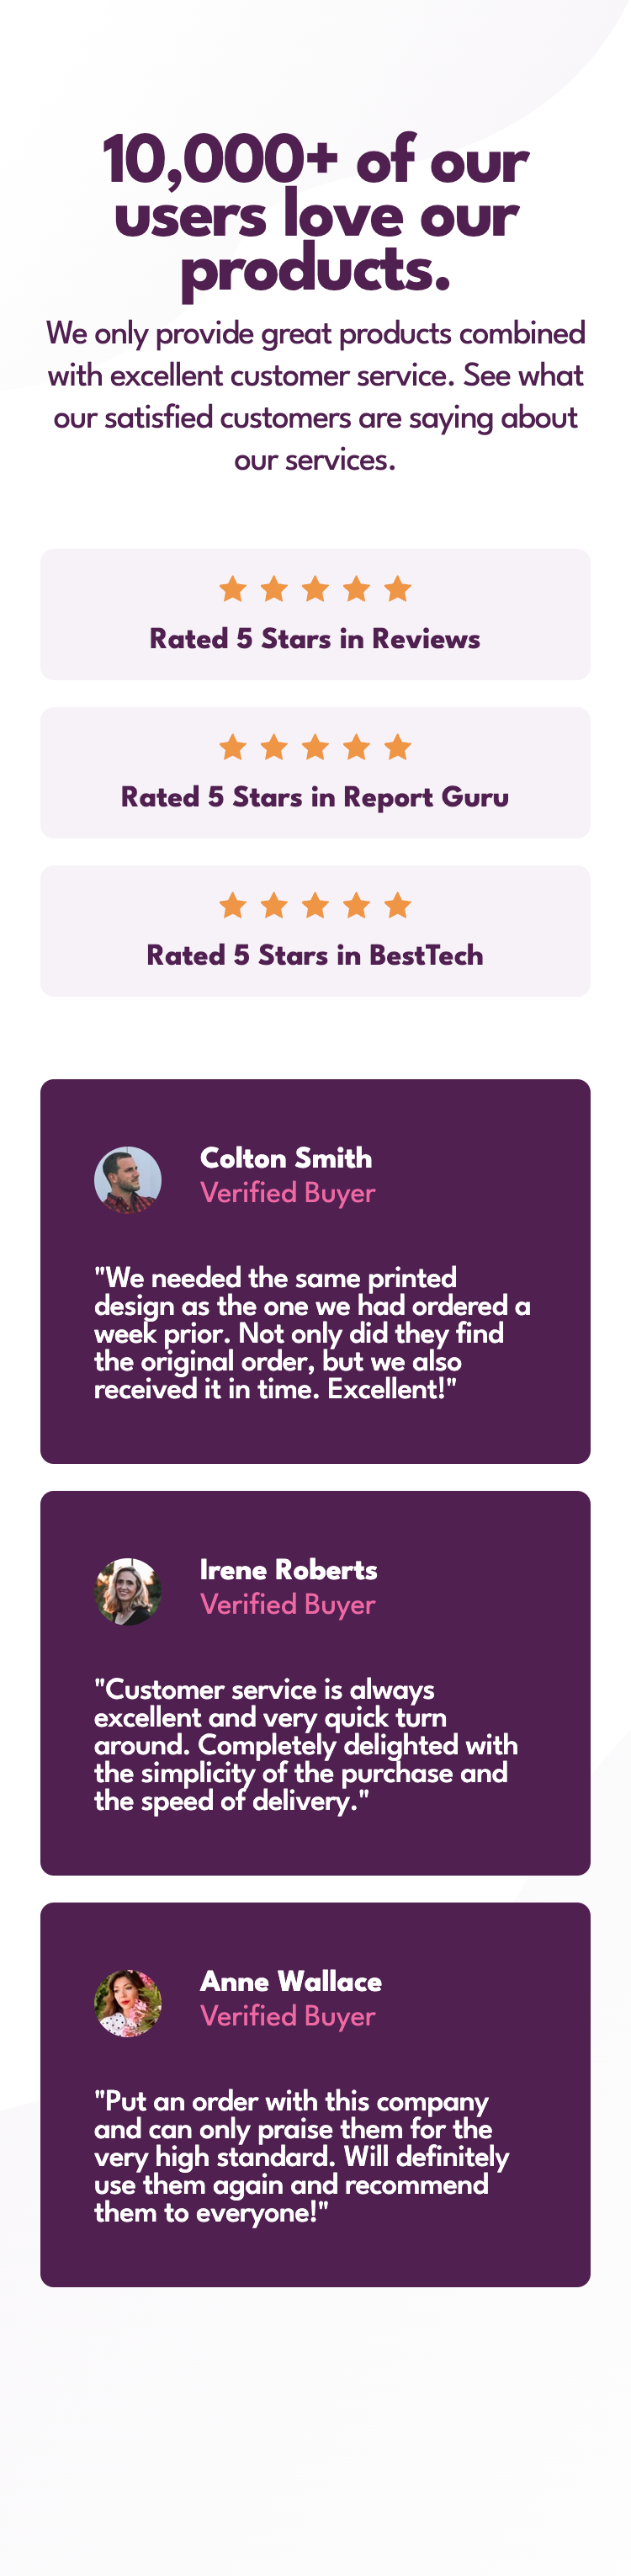 10,000+ of our
users love our
products.
We only provide great products combined
with excellent customer service. See what
our satisfied customers are saying about
our services.
Rated 5 Stars in Reviews
Rated 5 Stars in Report Guru
Rated 5 Stars in BestTech
Colton Smith
Verified Buyer
"We needed the same printed
design as the one we had ordered a
week prior. Not only did they find
the original order, but we also
received it in time. Excellent!"
Irene Roberts
Verified Buyer
"Customer service is always
excellent and very quick turn
around. Completely delighted with
the simplicity of the purchase and
the speed of delivery."
Anne Wallace
Verified Buyer
"Put an order with this company
and can only praise them for the
very high standard. Will definitely
use them again and recommend
them to everyone!"